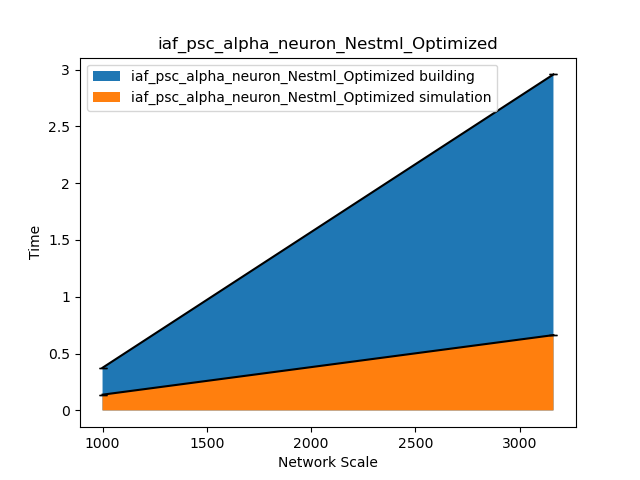 iaf_psc_alpha_neuron_Nestml_Optimized
iaf_psc_alpha_neuron_Nestml_Optimized building
iaf_psc_alpha_neuron_Nestml_Optimized simulation
3
2.5
2
1.5
1
0.5
0
Time
1000 1500 2000 2500 3000
Network Scale